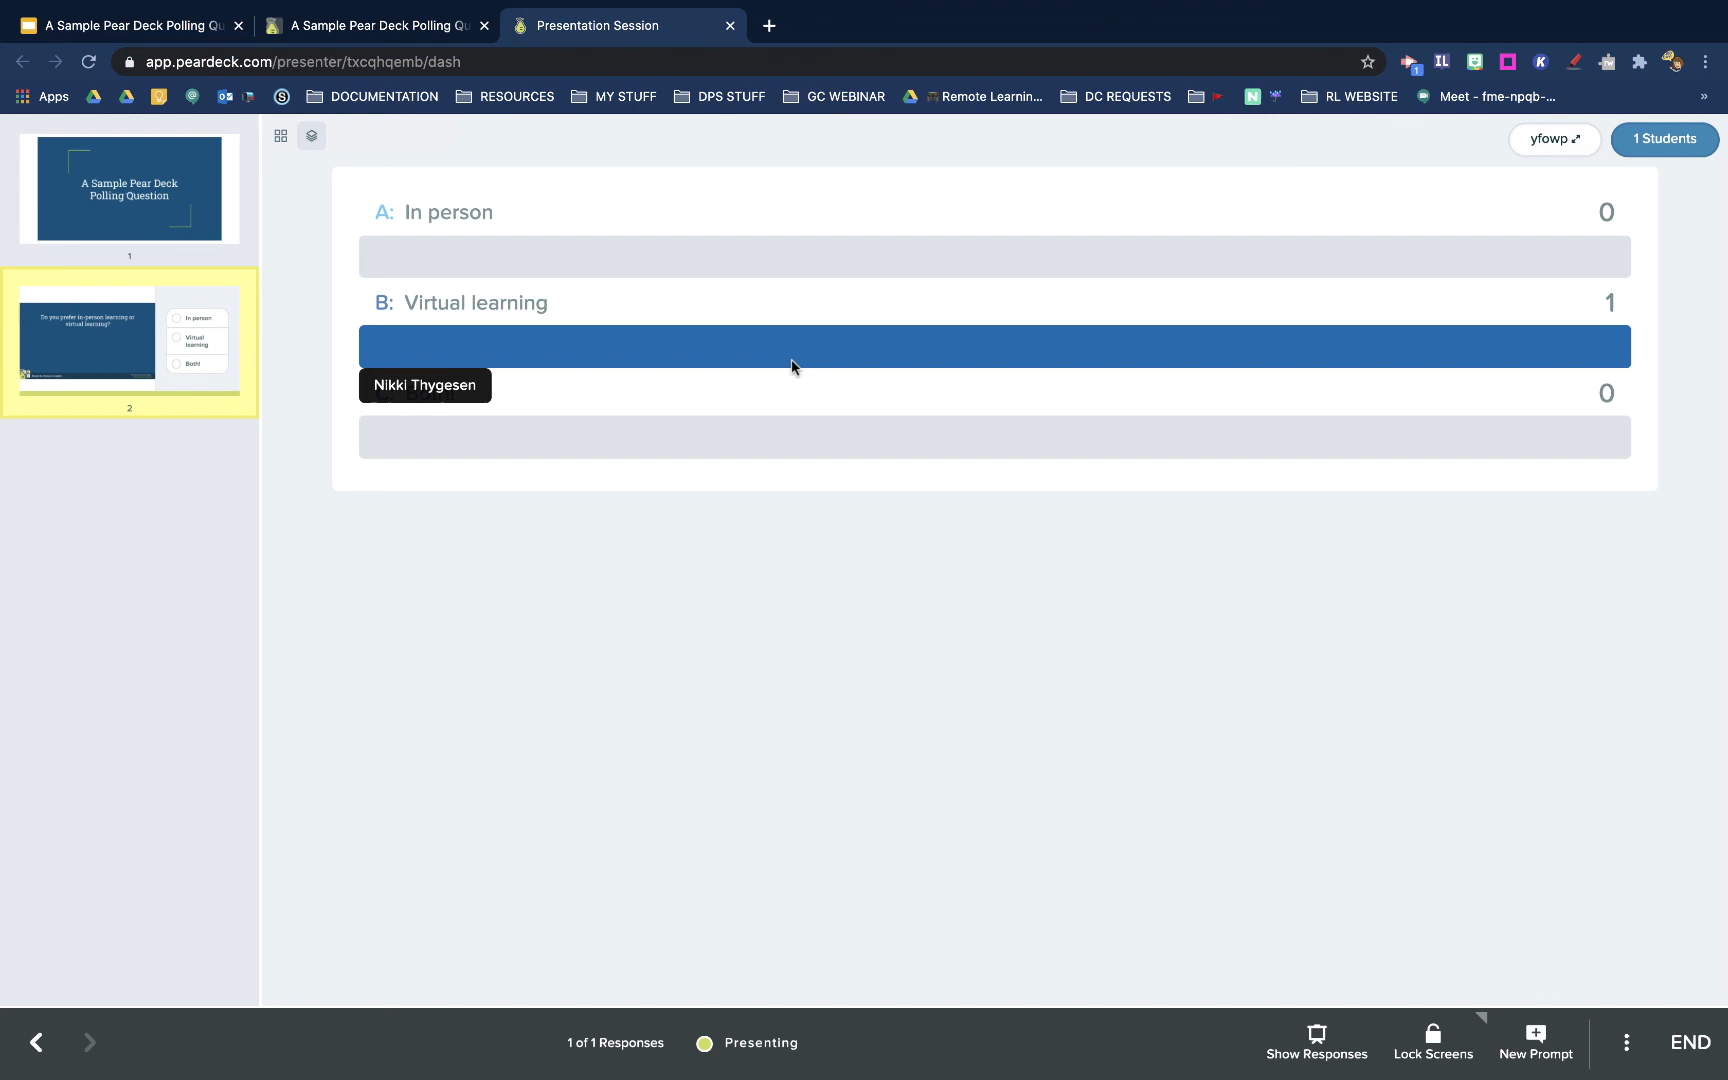 A Sample Pear Deck Polling Qu
A Sample Pear Deck Polling Qu
Presentation Session
app.peardeck.com/presenter/txcqhqemb/dash
1
IL
K
rw
Apps
DOCUMENTATION
RESOURCES
MY STUFF
DPS STUFF
GC WEBINAR
Remote Learnin...
DC REQUESTS
N
RL WEBSITE
Meet - fme-npqb-...
»
yfowp
1 Students
A Sample Pear Deck
Polling Question
1
Do you prefer in-person learning or
virtual learning?
In person
Virtual
learning
Both!
2
A: In person
0
B: Virtual learning
1
Nikki Thygesen
0
1 of 1 Responses
Presenting
Show Responses
Lock Screens
New Prompt
END